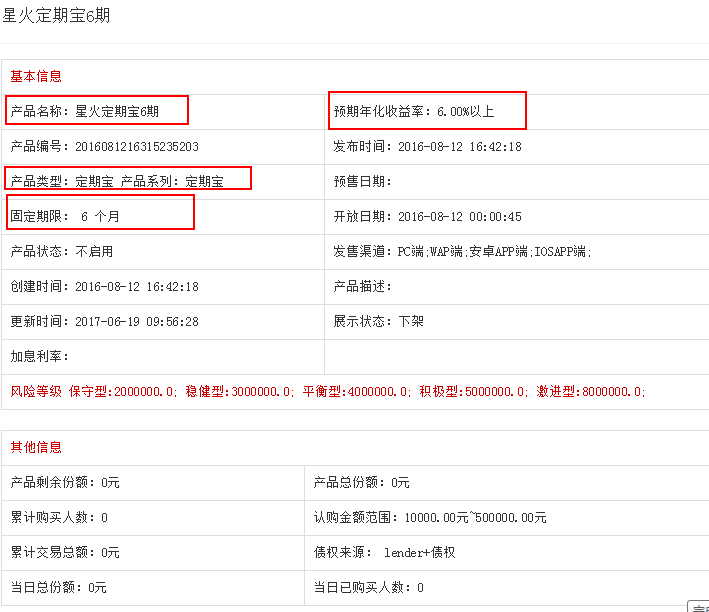 星火定期宝6期
基本信息
产品名称: 星火定期宝6期
预期年化收益率: 6.00%以上
产品编号: 2016081216315235203
发布时间: 2016-08-12 16:42:18
产品类型: 定期宝 产品系列: 定期宝
预售日期:
固定期限: 6 个月
开放日期: 2016-08-12 00:00:45
产品状态: 不启用
发售渠道: PC端;WAP端;安卓APP端;IOSAPP端;
创建时间: 2016-08-12 16:42:18
产品描述:
更新时间: 2017-06-19 09:56:28
展示状态: 下架
加息利率:
风险等级 保守型:2000000.0; 稳健型:3000000.0; 平衡型:4000000.0; 积极型:5000000.0; 激进型:8000000.0;
其他信息
产品剩余份额: 0元
产品总份额: 0元
累计购买人数: 0
认购金额范围: 10000.00元~500000.00元
累计交易总额: 0元
债权来源: lender+债权
当日总份额: 0元
当日已购买人数: 0